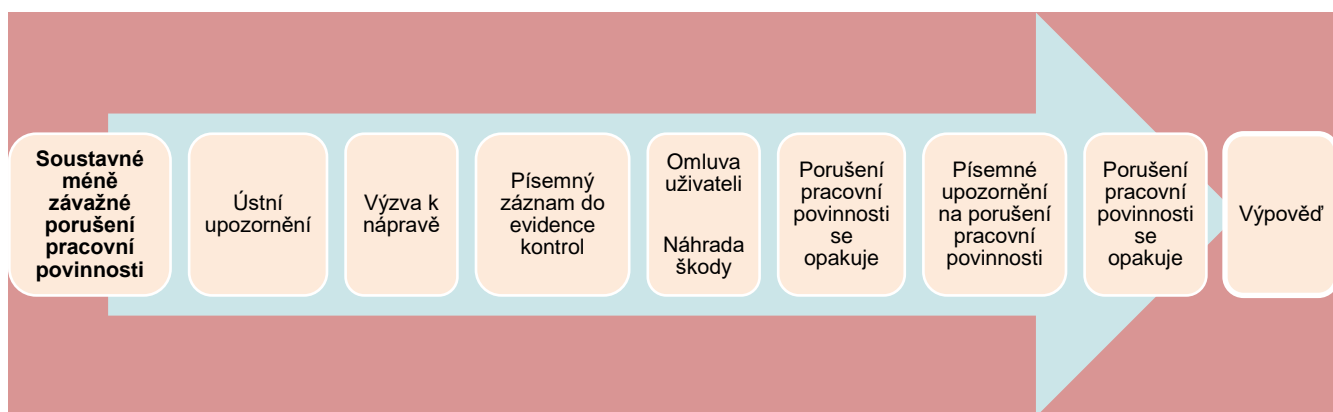 Soustavné
méně
závažné
porušení
pracovní
povinnosti
Ústní
upozornění
Výzva k
nápravě
Písemný
záznam do
evidence
kontrol
Omluva
uživateli
Náhrada
škody
Porušení
pracovní
povinnosti
se
opakuje
Písemné
upozornění
na porušení
pracovní
povinnosti
Porušení
pracovní
povinnosti
se
opakuje
Výpověď